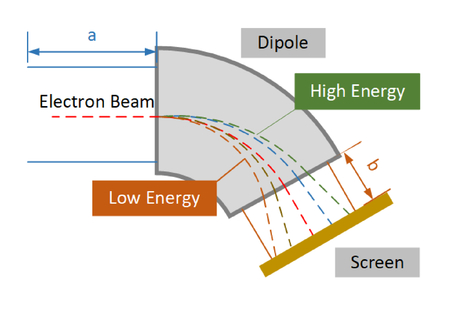 a
Dipole
High Energy
Electron Beam
b
Low Energy
Screen